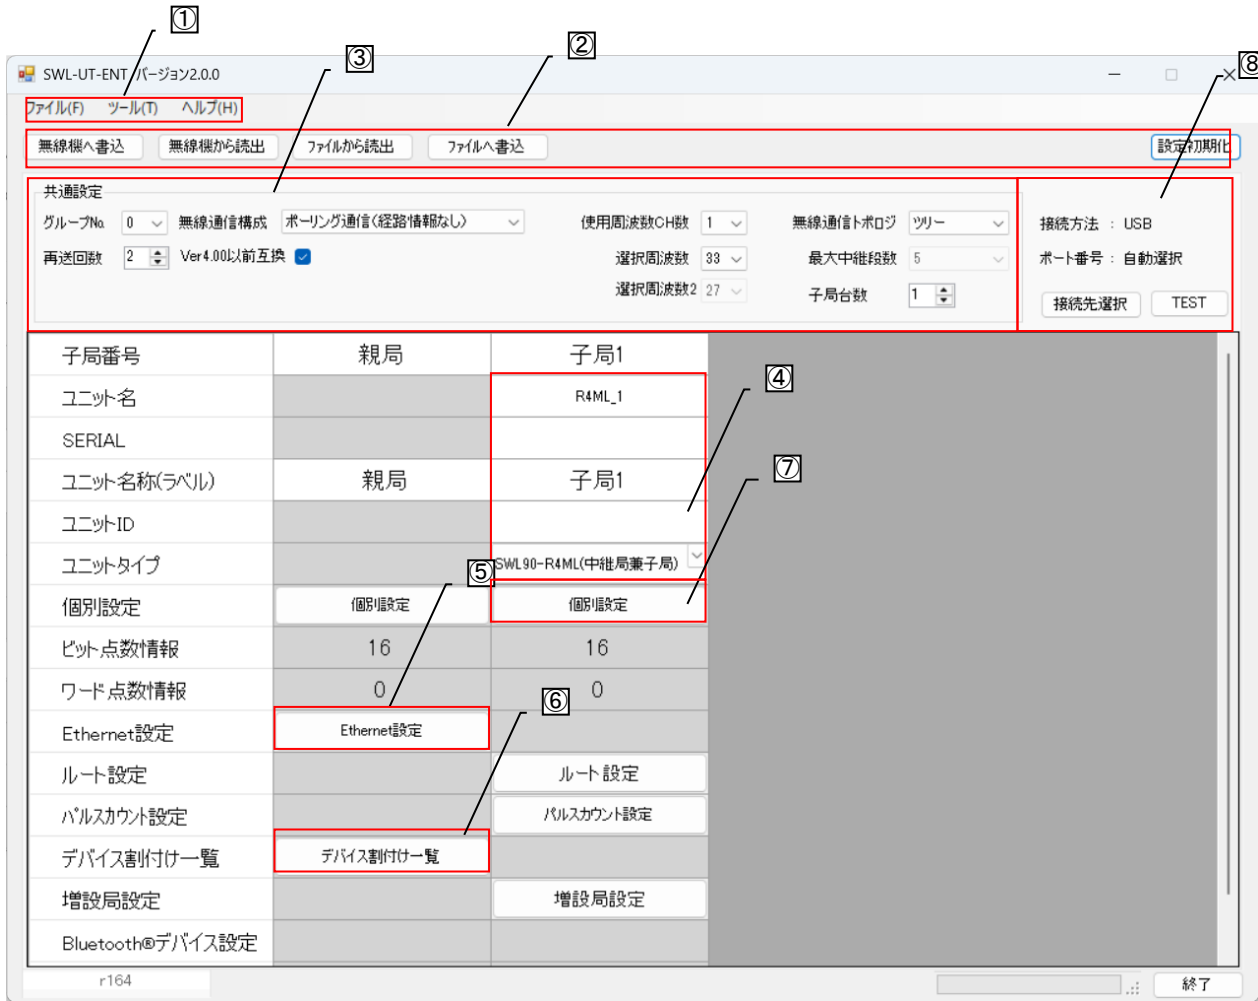 ①
②
③
⑧
SWL-UT-ENT バージョン2.0.0
ファイル(F) ツール(T) ヘルプ(H)
無線機へ書込 無線機から読出 ファイルから読出 ファイルへ書込 設定初期化
共通設定
グループNo. 0 無線通信構成 ポーリング通信(経路情報なし) 使用周波数CH数 1 無線通信トポロジ ツリー 接続方法 : USB
再送回数 2 Ver4.00以前互換 選択周波数 33 最大中継段数 5 ポート番号 : 自動選択
選択周波数2 27 子局台数 1 接続先選択 TEST
子局番号 親局 子局1
④
ユニット名 R4ML_1
SERIAL
⑦
ユニット名称(ラベル) 親局 子局1
ユニットID
ユニットタイプ SWL90-R4ML(中継局兼子局)
⑤
個別設定 個別設定 個別設定
ビット点数情報 16 16
ワード点数情報 0 0
⑥
Ethernet設定 Ethernet設定
ルート設定 ルート設定
パルスカウント設定 パルスカウント設定
デバイス割付け一覧 デバイス割付け一覧
増設局設定 増設局設定
Bluetooth®デバイス設定
r164 終了